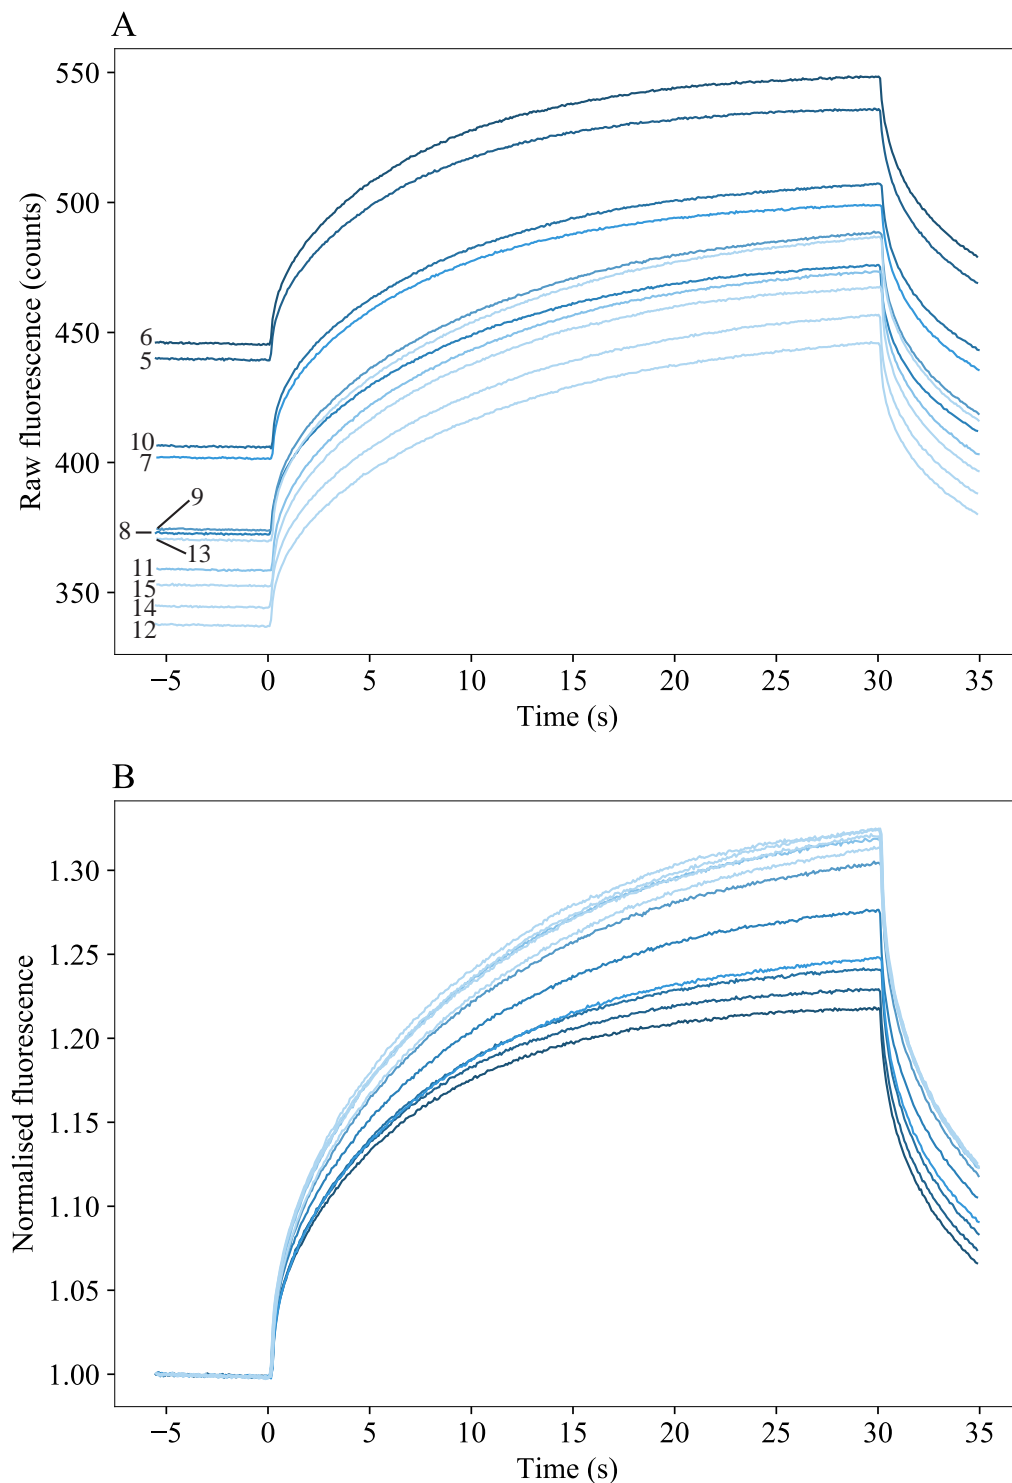 A
Raw fluorescence (counts)
550
500
450
400
350
6
5
10
7
9
8
13
11
15
14
12
−5 0 5 10 15 20 25 30 35
Time (s)
B
Normalised fluorescence
1.30
1.25
1.20
1.15
1.10
1.05
1.00
−5 0 5 10 15 20 25 30 35
Time (s)